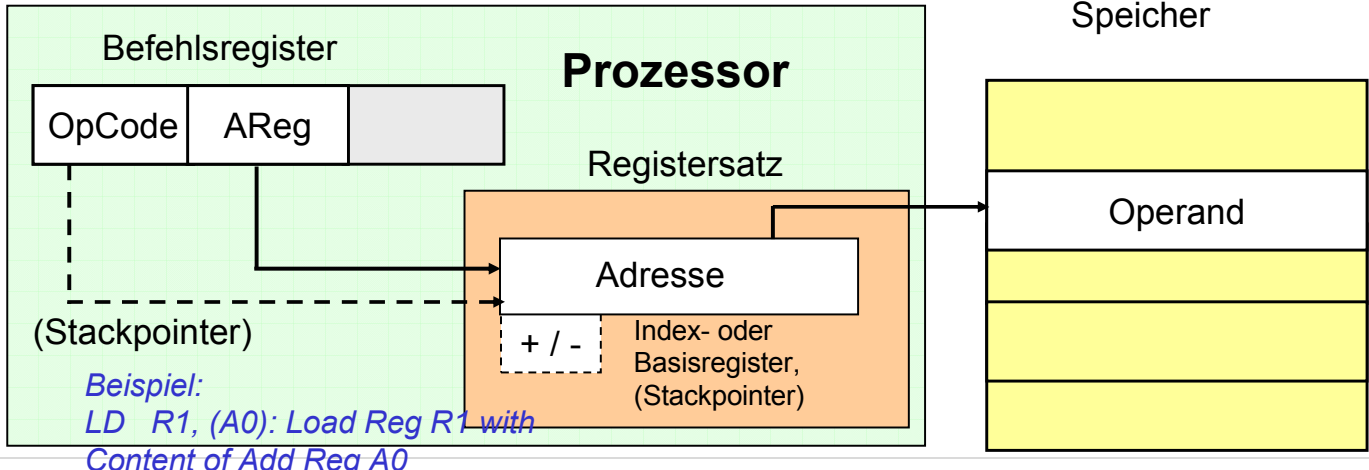 Speicher
Befehlsregister
Prozessor
OpCode
AReg
Registersatz
Operand
Adresse
(Stackpointer)
+ / -
Index- oder
Basisregister,
(Stackpointer)
Beispiel:
LD R1, (A0): Load Reg R1 with
Content of Add Reg A0